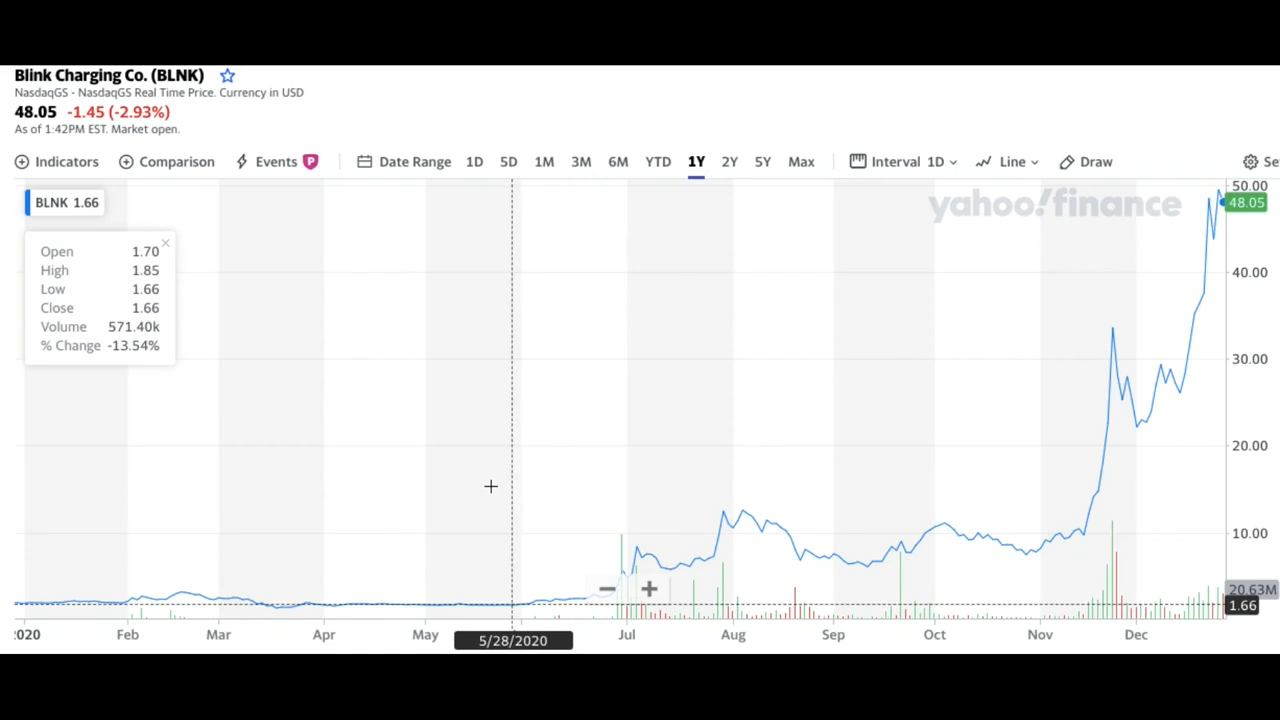 Blink Charging Co. (BLNK)
NasdaqGS - NasdaqGS Real Time Price. Currency in USD
48.05 -1.45 (-2.93%)
As of 1:42PM EST. Market open.
Indicators Comparison Events P Date Range 1D 5D 1M 3M 6M YTD 1Y 2Y 5Y Max Interval 1D Line Draw Se
BLNK 1.66
yahoo!finance
50.00
48.05
Open 1.70
High 1.85
Low 1.66
Close 1.66
Volume 571.40k
% Change -13.54%
40.00
30.00
20.00
10.00
20.63M
1.66
2020 Feb Mar Apr May Jul Aug Sep Oct Nov Dec
5/28/2020